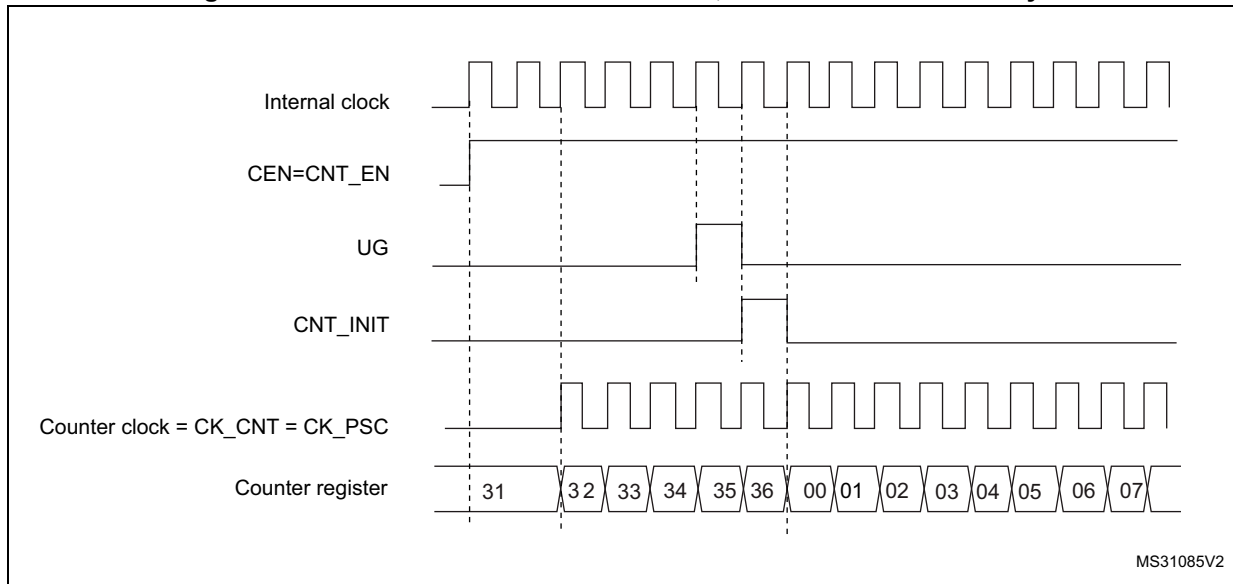 Internal clock
CEN=CNT_EN
UG
CNT_INIT
Counter clock = CK_CNT = CK_PSC
Counter register 31 32 33 34 35 36 00 01 02 03 04 05 06 07
MS31085V2